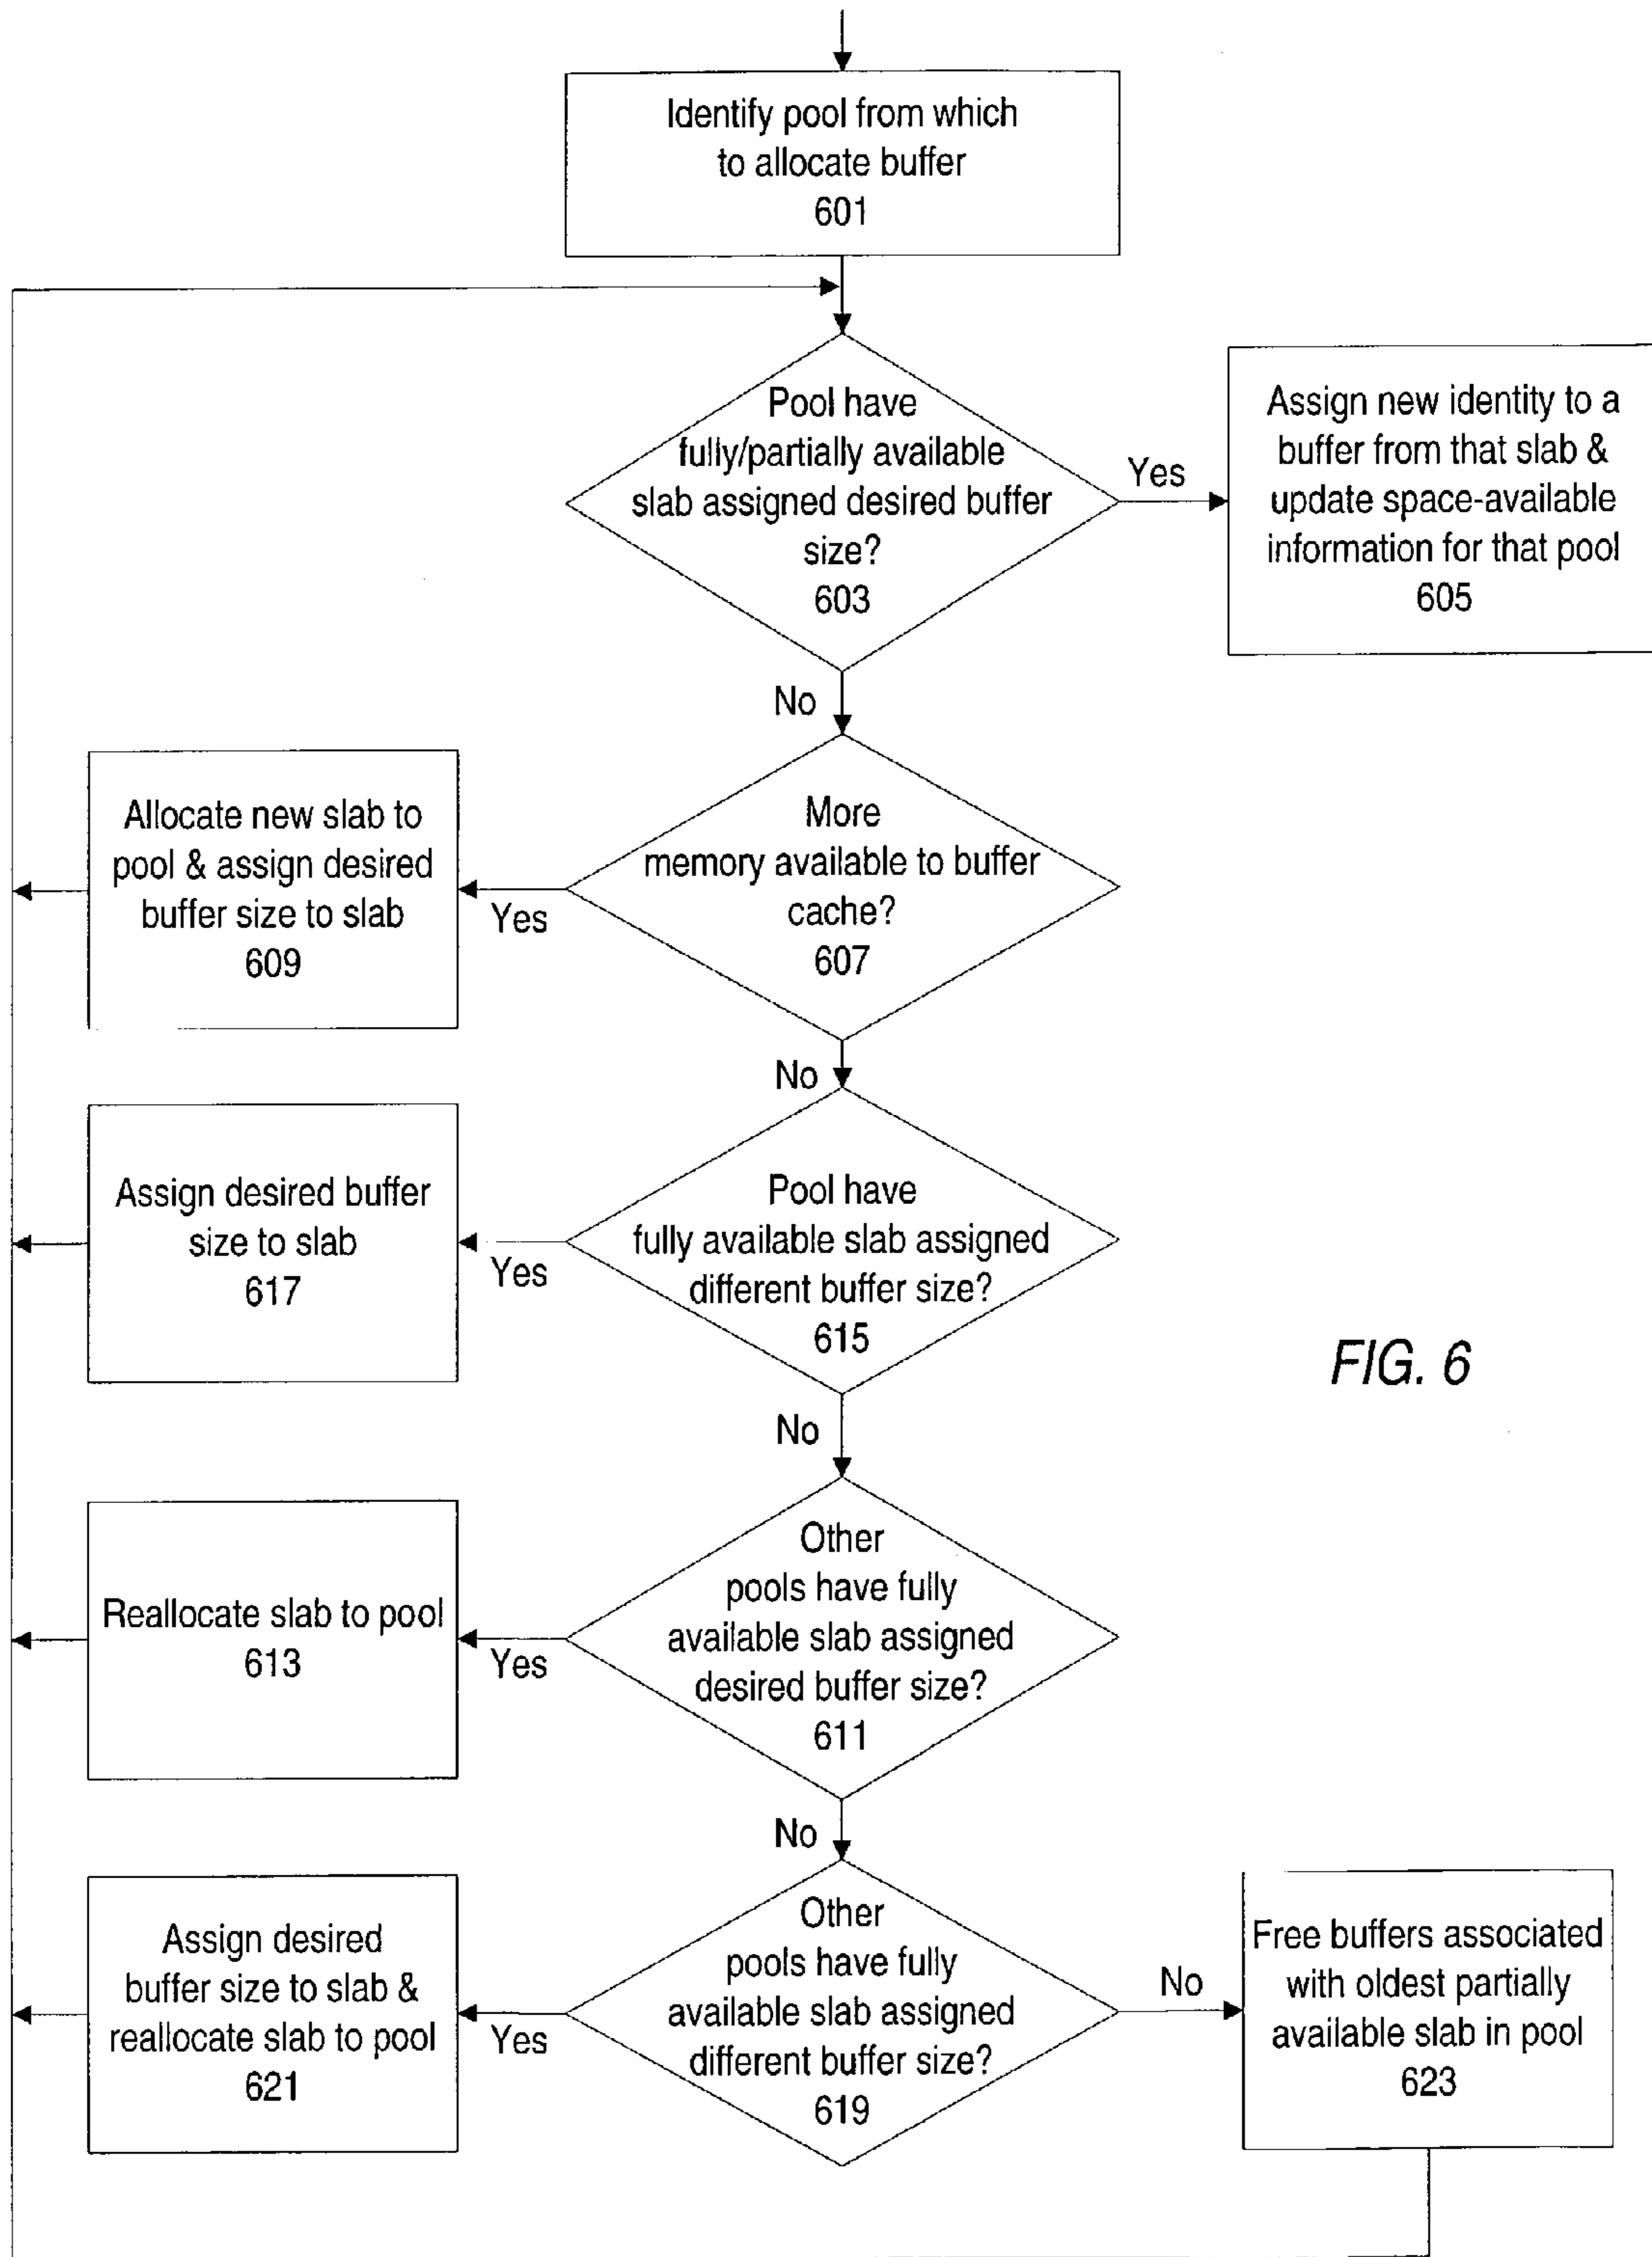 Identify pool from which
to allocate buffer
601
Pool have
fully/partially available
slab assigned desired buffer
size?
603
Yes
Assign new identity to a
buffer from that slab &
update space-available
information for that pool
605
No
More
memory available to buffer
cache?
607
Yes
Allocate new slab to
pool & assign desired
buffer size to slab
609
No
Pool have
fully available slab assigned
different buffer size?
615
Yes
Assign desired buffer
size to slab
617
FIG. 6
No
Other
pools have fully
available slab assigned
desired buffer size?
611
Yes
Reallocate slab to pool
613
No
Other
pools have fully
available slab assigned
different buffer size?
619
Yes
Assign desired
buffer size to slab &
reallocate slab to pool
621
No
Free buffers associated
with oldest partially
available slab in pool
623